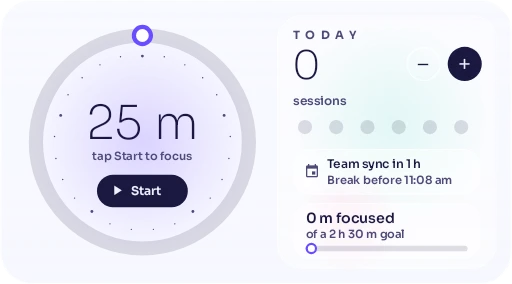 25 m
tap Start to focus
Start
TODAY
0
sessions
Team sync in 1 h
Break before 11:08 am
0 m focused
of a 2 h 30 m goal